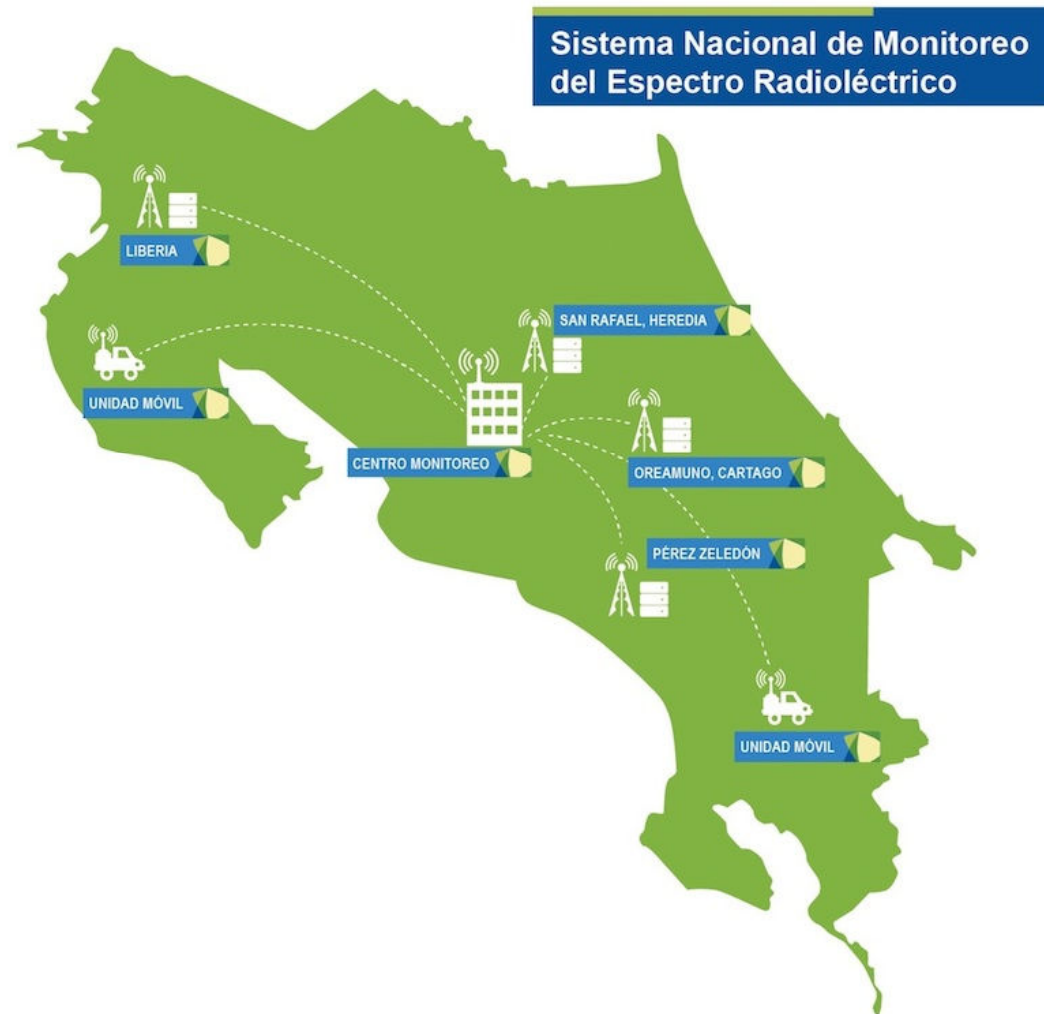 Sistema Nacional de Monitoreo
del Espectro Radioléctrico
LIBERIA
SAN RAFAEL, HEREDIA
UNIDAD MÓVIL
CENTRO MONITOREO
OREAMUNO, CARTAGO
PÉREZ ZELEDÓN
UNIDAD MÓVIL